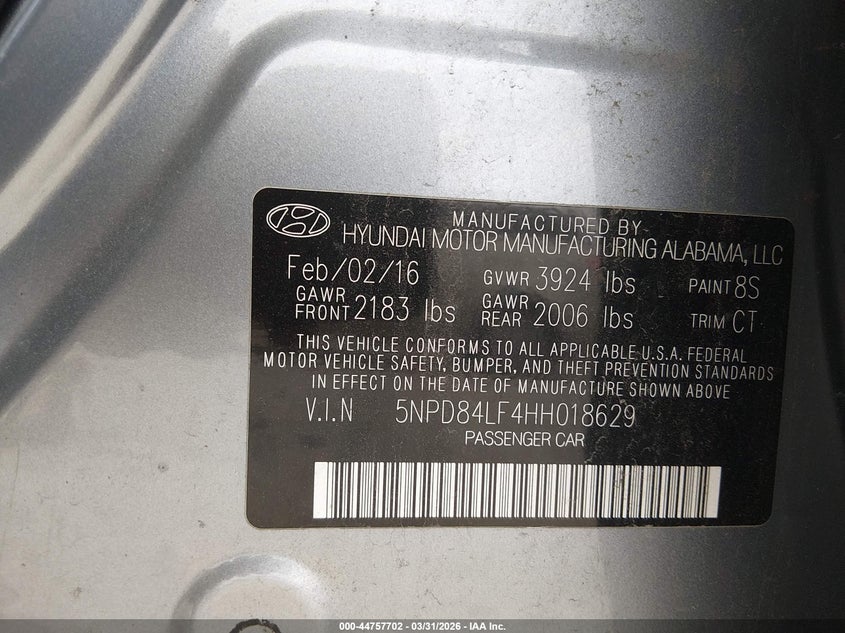 MANUFACTURED BY
HYUNDAI MOTOR MANUFACTURING ALABAMA, LLC
Feb/02/16 GVWR 3924 lbs PAINT 8S
GAWR FRONT 2183 lbs GAWR REAR 2006 lbs TRIM CT
THIS VEHICLE CONFORMS TO ALL APPLICABLE U.S.A. FEDERAL
MOTOR VEHICLE SAFETY, BUMPER, AND THEFT PREVENTION STANDARDS
IN EFFECT ON THE DATE OF MANUFACTURE SHOWN ABOVE
V.I.N 5NPD84LF4HH018629
PASSENGER CAR
000-44757702 - 03/31/2026 - IAA Inc.